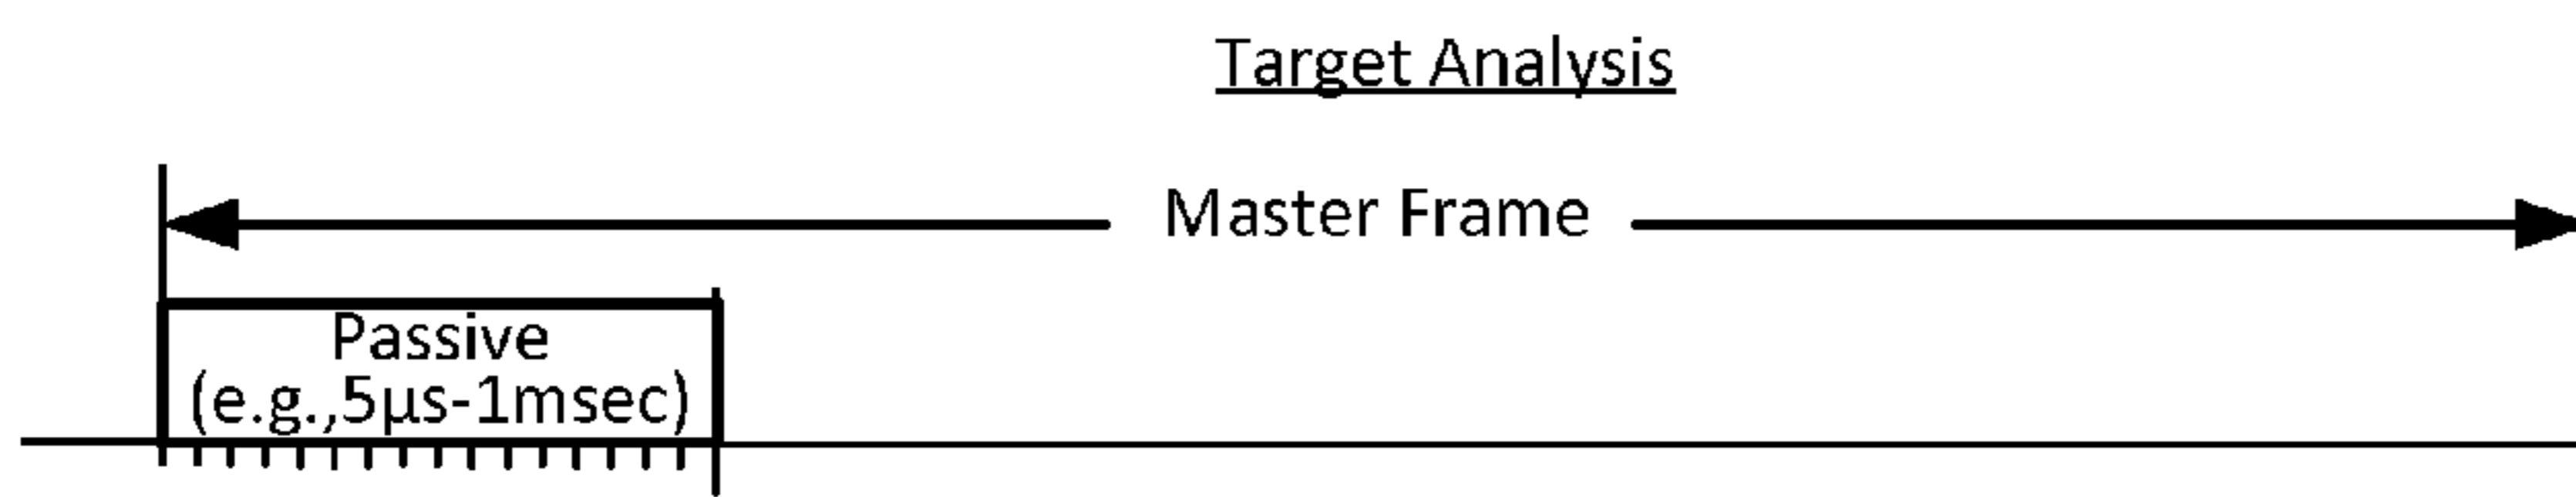 Target Analysis
Master Frame
Passive
(e.g.,5µs-1msec)